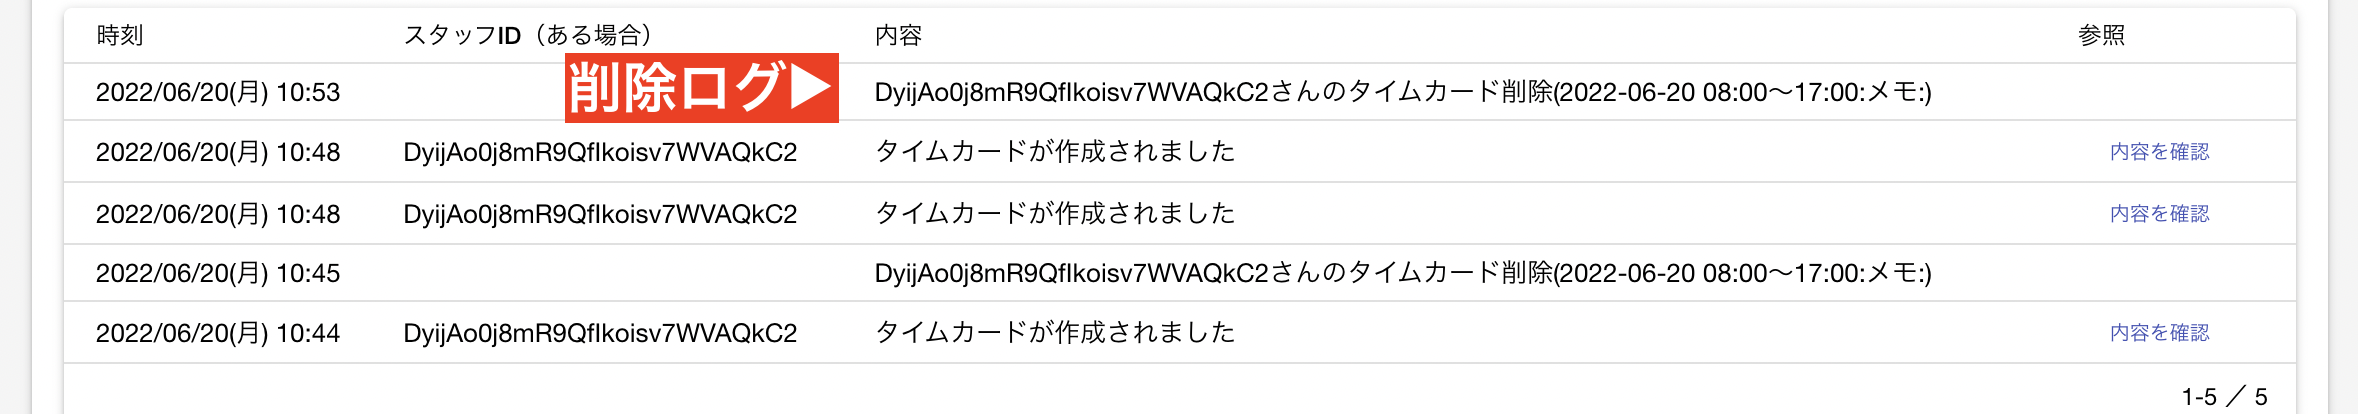 時刻 スタッフID（ある場合） 内容 参照
2022/06/20(月) 10:53 削除ログ▶ DyijAo0j8mR9QfIkoisv7WVAQkC2さんのタイムカード削除(2022-06-20 08:00〜17:00:メモ:)
2022/06/20(月) 10:48 DyijAo0j8mR9QfIkoisv7WVAQkC2 タイムカードが作成されました 内容を確認
2022/06/20(月) 10:48 DyijAo0j8mR9QfIkoisv7WVAQkC2 タイムカードが作成されました 内容を確認
2022/06/20(月) 10:45 DyijAo0j8mR9QfIkoisv7WVAQkC2さんのタイムカード削除(2022-06-20 08:00〜17:00:メモ:)
2022/06/20(月) 10:44 DyijAo0j8mR9QfIkoisv7WVAQkC2 タイムカードが作成されました 内容を確認
1-5 ／ 5